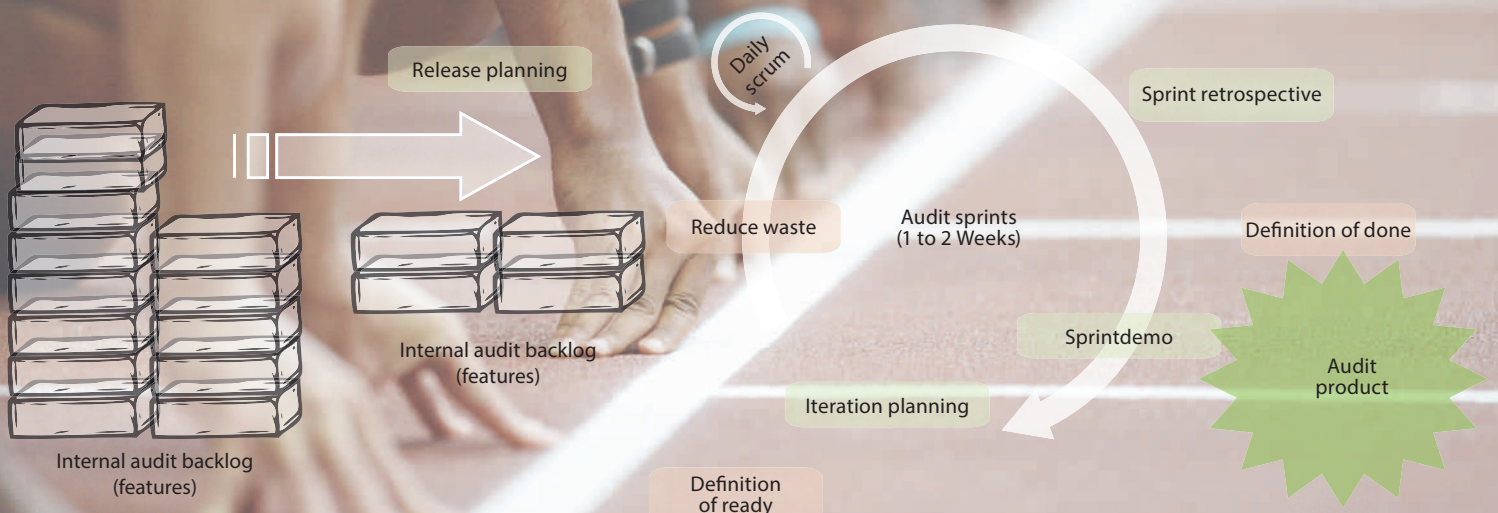 Release planning
Daily
scrum
Sprint retrospective
Reduce waste
Audit sprints
(1 to 2 Weeks)
Definition of done
Internal audit backlog
(features)
Sprintdemo
Audit
product
Iteration planning
Internal audit backlog
(features)
Definition
of ready